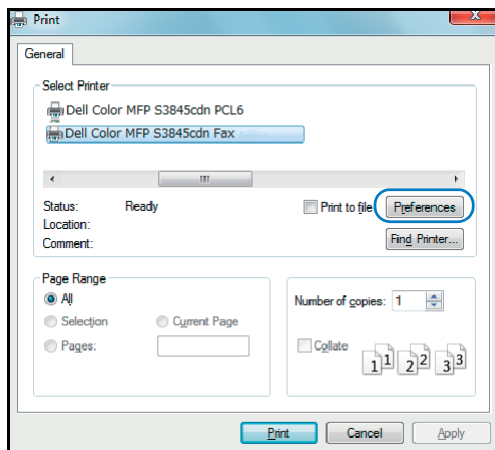 Print
General
Select Printer
Dell Color MFP S3845cdn PCL6
Dell Color MFP S3845cdn Fax
Status: Ready
Print to file
Preferences
Location:
Comment:
Find Printer...
Page Range
All
Selection
Current Page
Pages:
Number of copies: 1
Collate
1 1 2 2 3 3
Print
Cancel
Apply